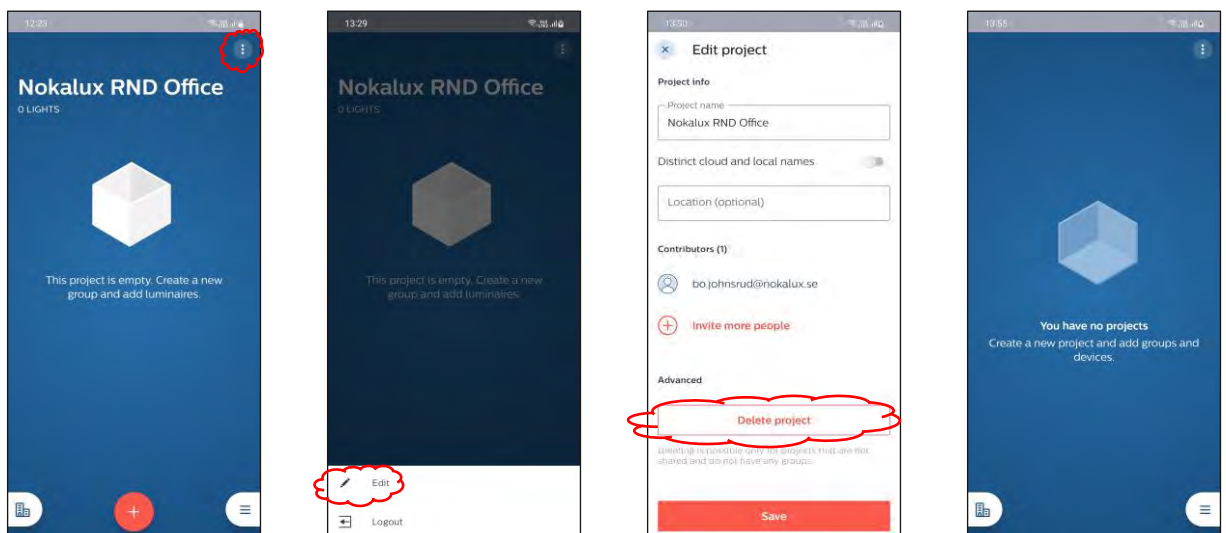 12:23
Nokalux RND Office
0 LIGHTS
This project is empty. Create a new
group and add luminaires.
13:29
Nokalux RND Office
0 LIGHTS
This project is empty. Create a new
group and add luminaires.
Edit
Logout
13:30
Edit project
Project info
Project name
Nokalux RND Office
Distinct cloud and local names
Location (optional)
Contributors (1)
bo.johnsrud@nokalux.se
Invite more people
Advanced
Delete project
Deleting is possible only for projects that are not
shared and do not have any groups.
Save
13:55
You have no projects
Create a new project and add groups and
devices.